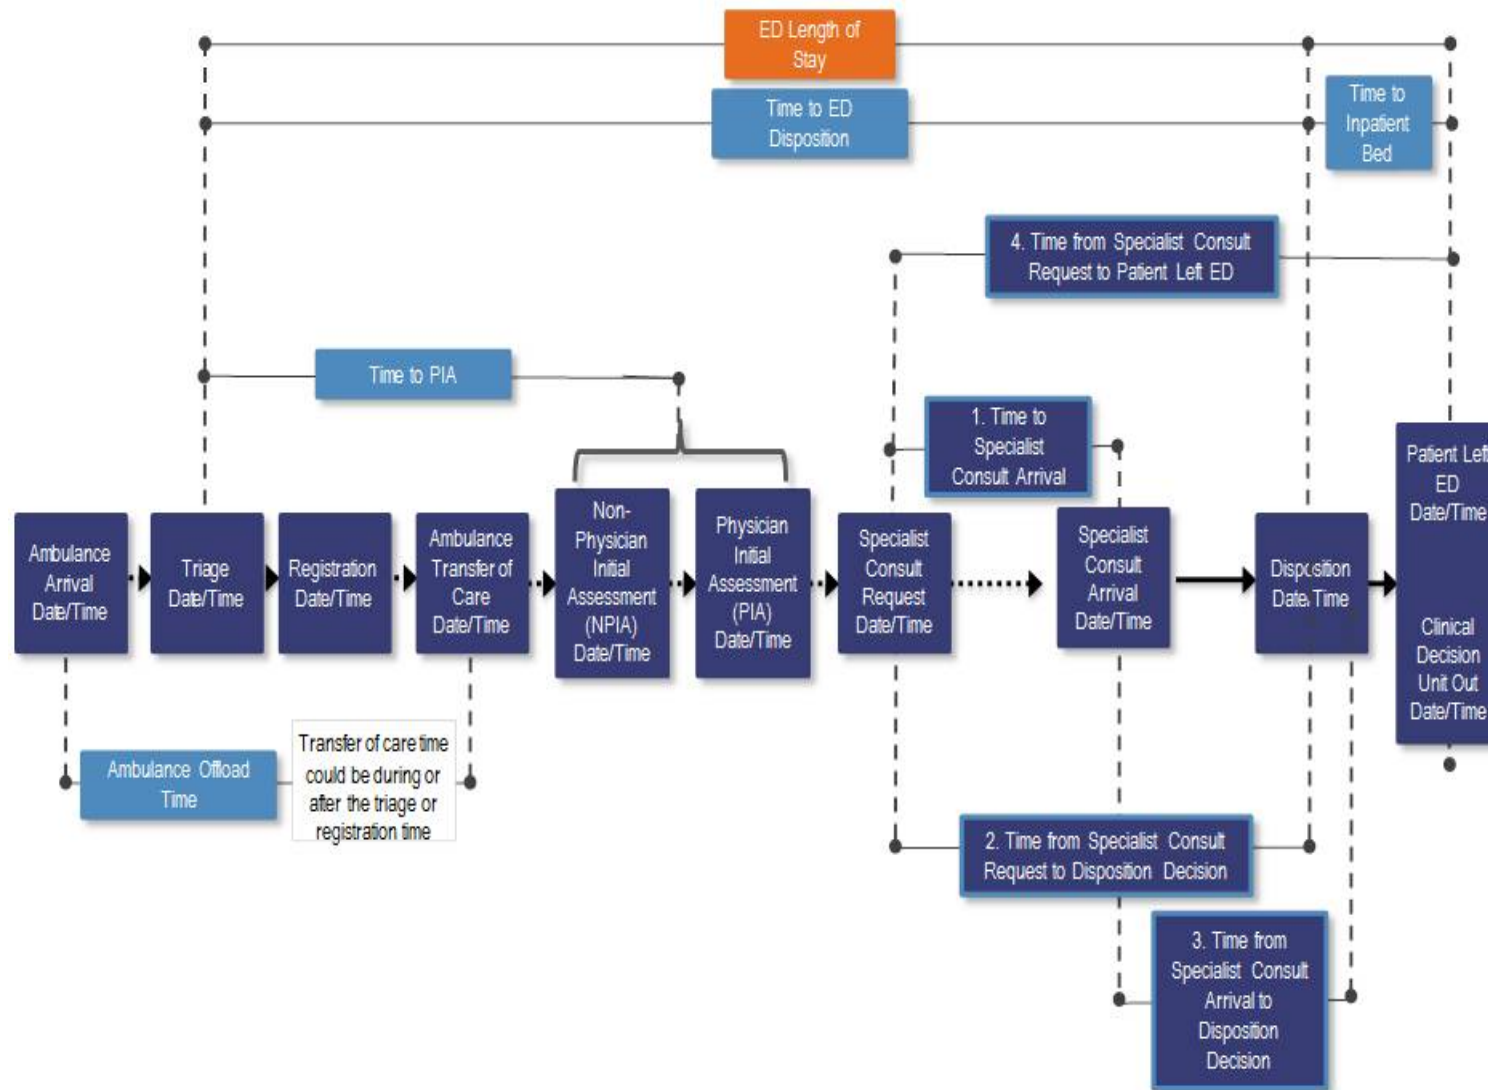 ED Length of
Stay
Time to ED
Disposition
Time to
Inpatient
Bed
4. Time from Specialist Consult
Request to Patient Left ED
Time to PIA
1. Time to
Specialist
Consult Arrival
Ambulance
Arrival
Date/Time
Triage
Date/Time
Registration
Date/Time
Ambulance
Transfer of
Care
Date/Time
Non-
Physician
Initial
Assessment
(NPIA)
Date/Time
Physician
Initial
Assessment
(PIA)
Date/Time
Specialist
Consult
Request
Date/Time
Specialist
Consult
Arrival
Date/Time
Disposition
Date/Time
Patient Left
ED
Date/Time
Clinical
Decision
Unit Out
Date/Time
Ambulance Offload
Time
Transfer of care time
could be during or
after the triage or
registration time
2. Time from Specialist Consult
Request to Disposition Decision
3. Time from
Specialist Consult
Arrival to
Disposition
Decision